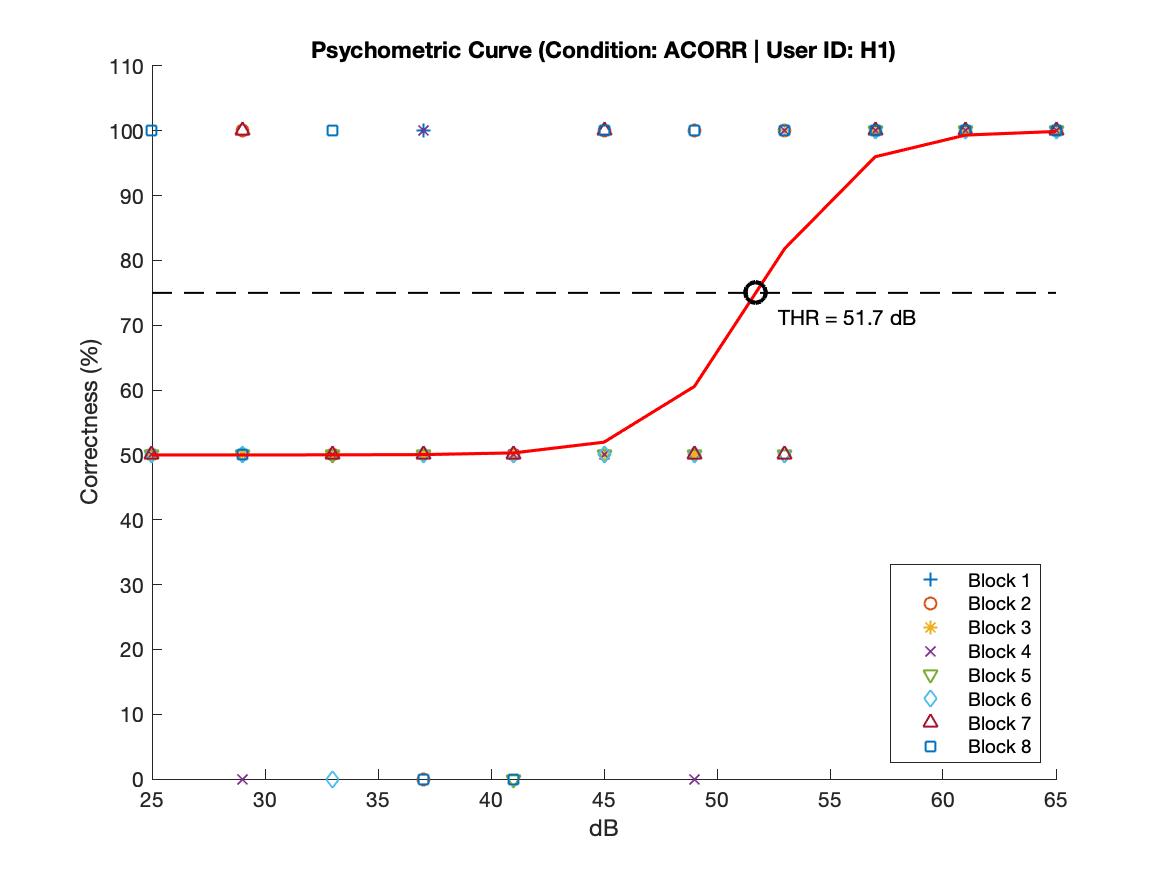 Psychometric Curve (Condition: ACORR | User ID: H1)
110
100
90
80
70
60
50
40
30
20
10
0
Correctness (%)
THR = 51.7 dB
Block 1
Block 2
Block 3
Block 4
Block 5
Block 6
Block 7
Block 8
25 30 35 40 45 50 55 60 65
dB